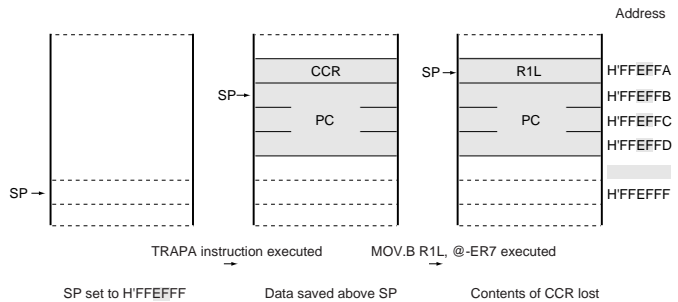 Address
CCR
SP
R1L
H'FFEFFA
SP
H'FFEFFB
PC
PC
H'FFEFFC
H'FFEFFD
SP
H'FFEFFF
TRAPA instruction executed
MOV.B R1L, @-ER7 executed
SP set to H'FFEFFF
Data saved above SP
Contents of CCR lost